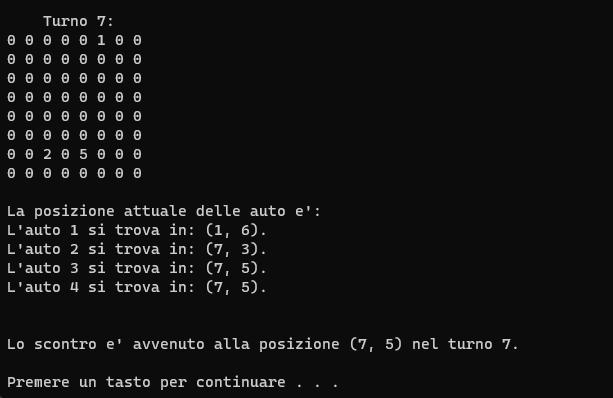 Turno 7:
0 0 0 0 0 1 0 0
0 0 0 0 0 0 0 0
0 0 0 0 0 0 0 0
0 0 0 0 0 0 0 0
0 0 0 0 0 0 0 0
0 0 0 0 0 0 0 0
0 0 2 0 5 0 0 0
0 0 0 0 0 0 0 0
La posizione attuale delle auto e':
L'auto 1 si trova in: (1, 6).
L'auto 2 si trova in: (7, 3).
L'auto 3 si trova in: (7, 5).
L'auto 4 si trova in: (7, 5).
Lo scontro e' avvenuto alla posizione (7, 5) nel turno 7.
Premere un tasto per continuare . . .